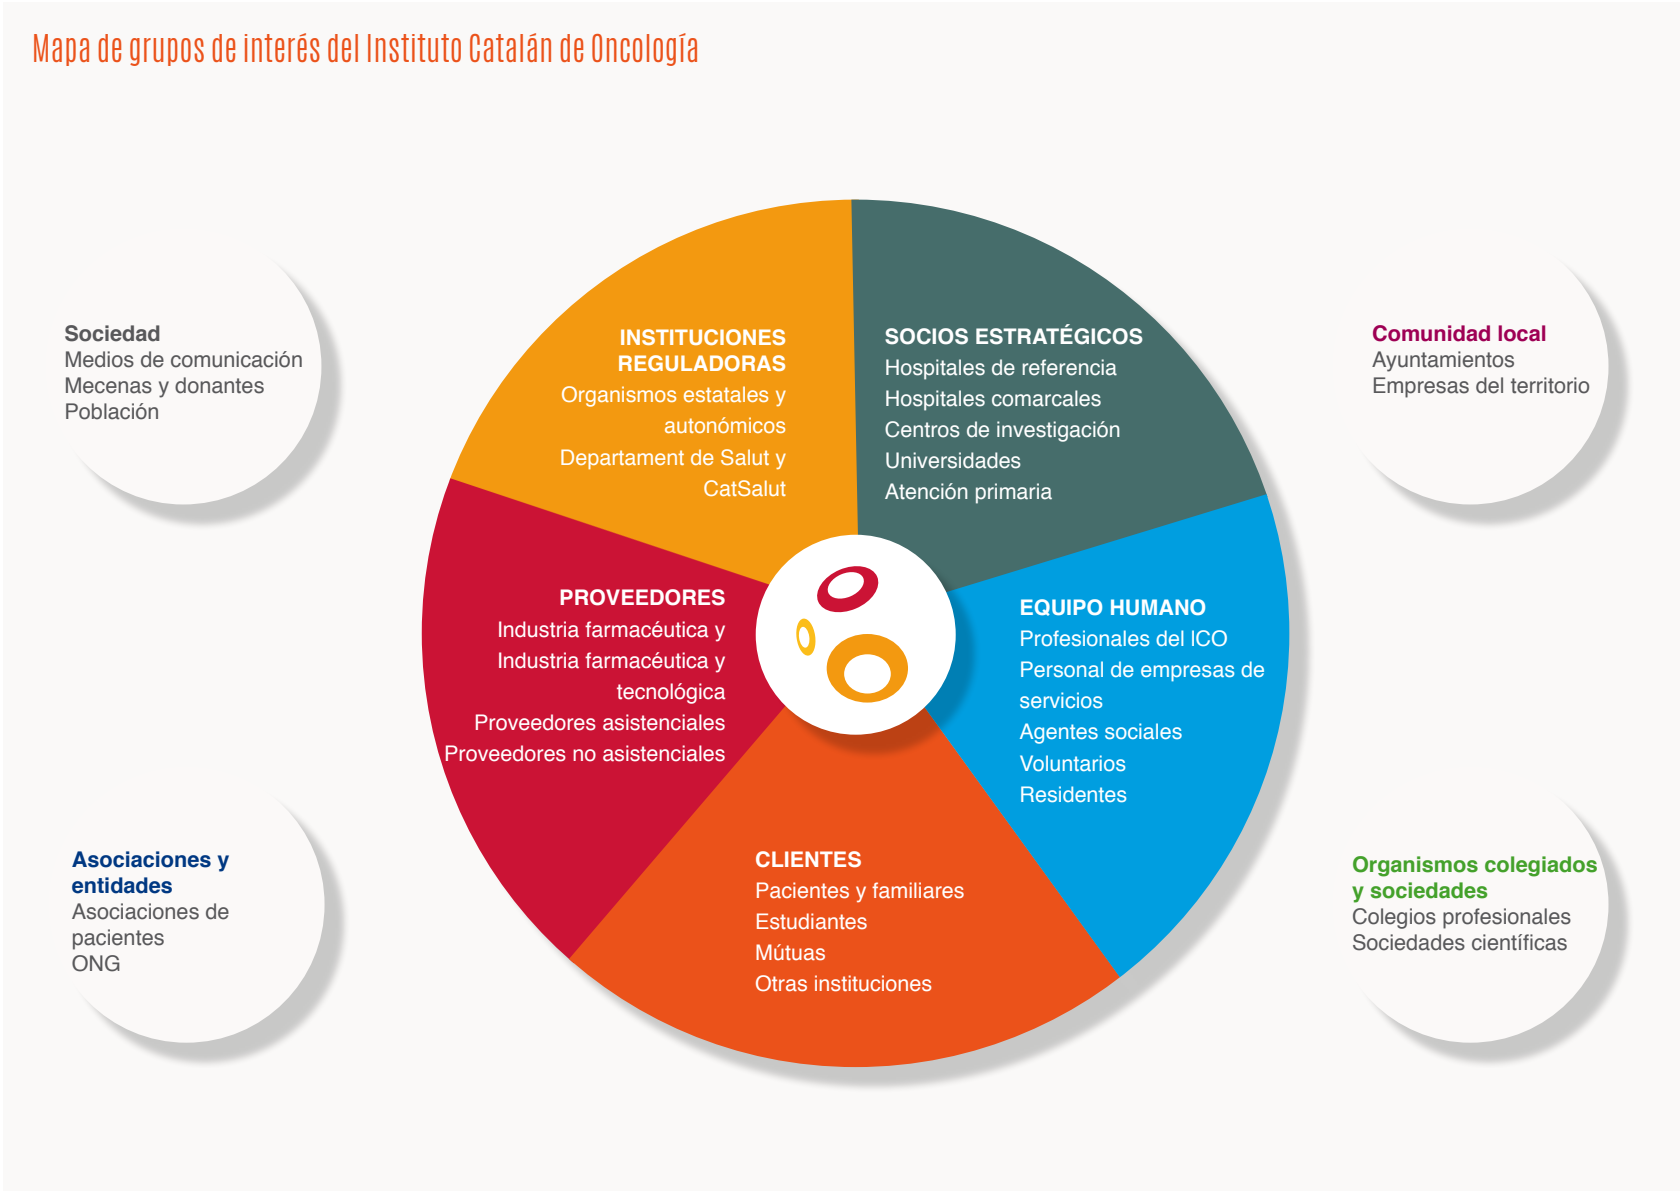 Mapa de grupos de interés del Instituto Catalán de Oncología
Sociedad
Medios de comunicación
Mecenas y donantes
Población
INSTITUCIONES
REGULADORAS
Organismos estatales y
autonómicos
Departament de Salut y
CatSalut
SOCIOS ESTRATÉGICOS
Hospitales de referencia
Hospitales comarcales
Centros de investigación
Universidades
Atención primaria
Comunidad local
Ayuntamientos
Empresas del territorio
PROVEEDORES
Industria farmacéutica y
Industria farmacéutica y
tecnológica
Proveedores asistenciales
Proveedores no asistenciales
EQUIPO HUMANO
Profesionales del ICO
Personal de empresas de
servicios
Agentes sociales
Voluntarios
Residentes
Asociaciones y
entidades
Asociaciones de
pacientes
ONG
CLIENTES
Pacientes y familiares
Estudiantes
Mútuas
Otras instituciones
Organismos colegiados
y sociedades
Colegios profesionales
Sociedades científicas